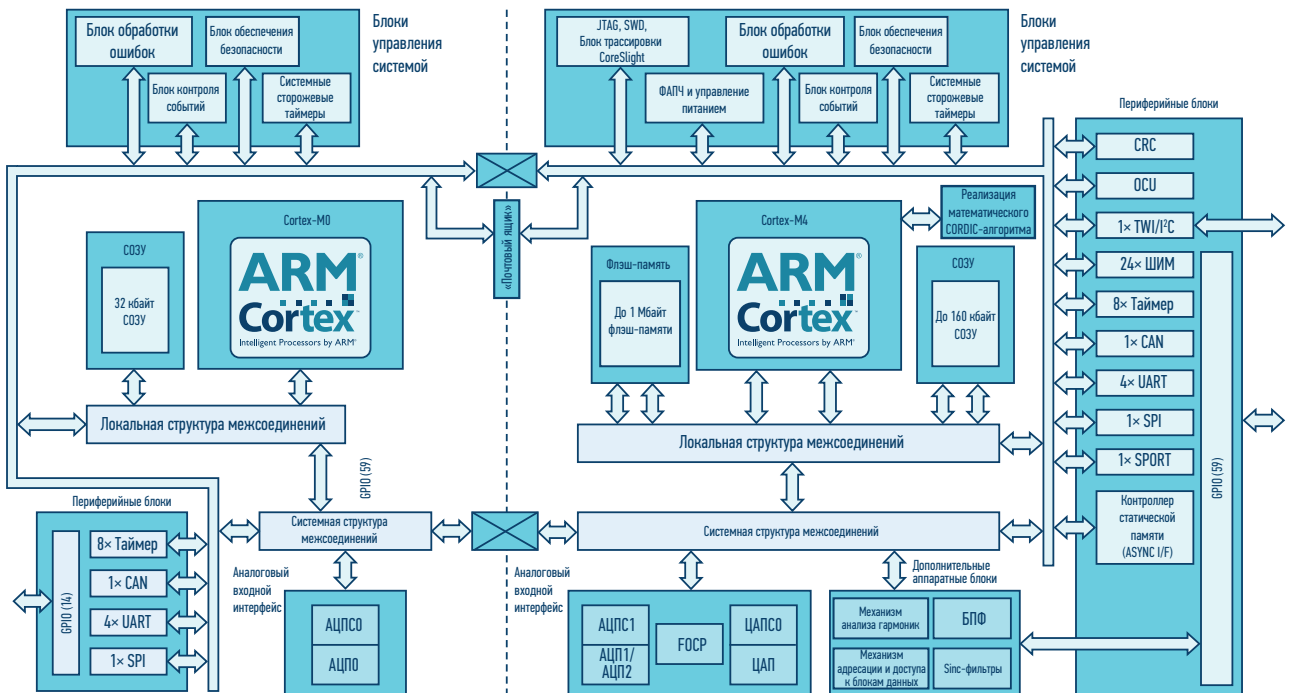 Блок обработки
ошибок
Блок обеспечения
безопасности
Блок контроля
событий
Системные
сторожевые
таймеры
Блоки
управления
системой
JTAG, SWD,
Блок трассировки
CoreSlight
Блок обработки
ошибок
Блок обеспечения
безопасности
ФАПЧ и управление
питанием
Блок контроля
событий
Системные
сторожевые
таймеры
Блоки
управления
системой
«Почтовый ящик»
СОЗУ
32 кбайт
СОЗУ
Cortex-M0
ARM®
Cortex™
Intelligent Processors by ARM®
Локальная структура межсоединений
GPIO (59)
Системная структура
межсоединений
Периферийные блоки
GPIO (14)
8× Таймер
1× CAN
4× UART
1× SPI
Аналоговый
входной
интерфейс
АЦПС0
АЦП0
Флэш-память
До 1 Мбайт
флэш-памяти
Cortex-M4
ARM®
Cortex™
Intelligent Processors by ARM®
Реализация
математического
CORDIC-алгоритма
СОЗУ
До 160 кбайт
СОЗУ
Локальная структура межсоединений
Системная структура межсоединений
Аналоговый
входной
интерфейс
АЦПС1
АЦП1/
АЦП2
FOCP
ЦАПС0
ЦАП
Дополнительные
аппаратные блоки
Механизм
анализа гармоник
БПФ
Механизм
адресации и доступа
к блокам данных
Sinc-фильтры
Периферийные блоки
CRC
OCU
1× TWI/I²C
24× ШИМ
8× Таймер
1× CAN
4× UART
1× SPI
1× SPORT
Контроллер
статической
памяти
(ASYNC I/F)
GPIO (59)